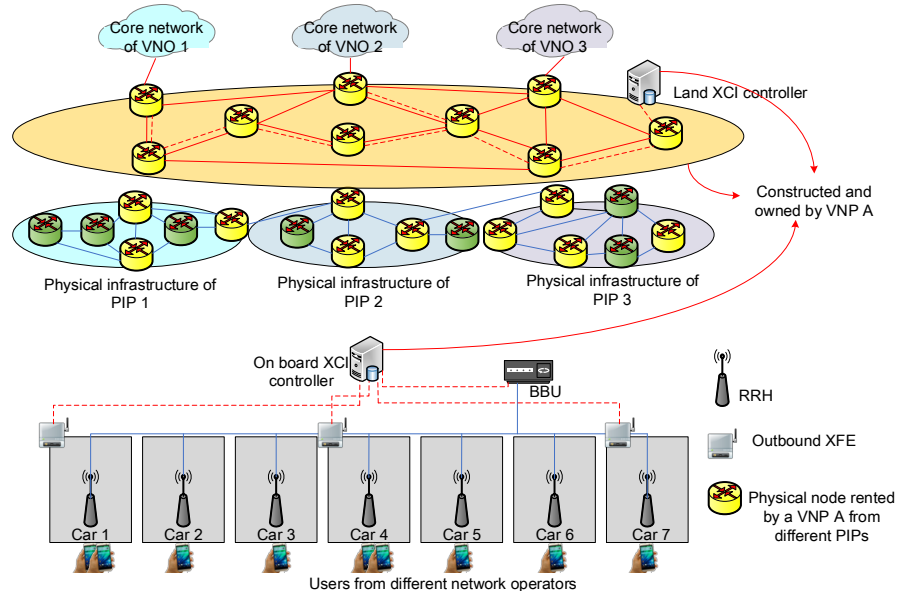 Core network
of VNO 1
Core network
of VNO 2
Core network
of VNO 3
Land XCI controller
Constructed and
owned by VNP A
Physical infrastructure of
PIP 1
Physical infrastructure of
PIP 2
Physical infrastructure of
PIP 3
On board XCI
controller
BBU
RRH
Outbound XFE
Physical node rented
by a VNP A from
different PIPs
Car 1
Car 2
Car 3
Car 4
Car 5
Car 6
Car 7
Users from different network operators